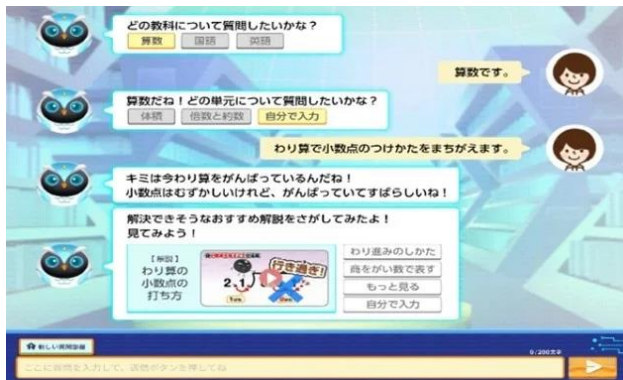 どの教科について質問したいかな？
算数
国語
英語
算数です。
算数だね！どの単元について質問したいかな？
体積
倍数と約数
自分で入力
わり算で小数点のつけかたをまちがえます。
キミは今わり算をがんばっているんだね！
小数点はむずかしいけれど、がんばっていてすばらしいね！
解決できそうなおすすめ解説をさがしてみたよ！
見てみよう！
【解説】
わり算の
小数点の
打ち方
行き過ぎ!
2.1
わり進みのしかた
商をがい数で表す
もっと見る
自分で入力
新しい質問をする
0/200文字
ここに質問を入力して、送信ボタンを押してね